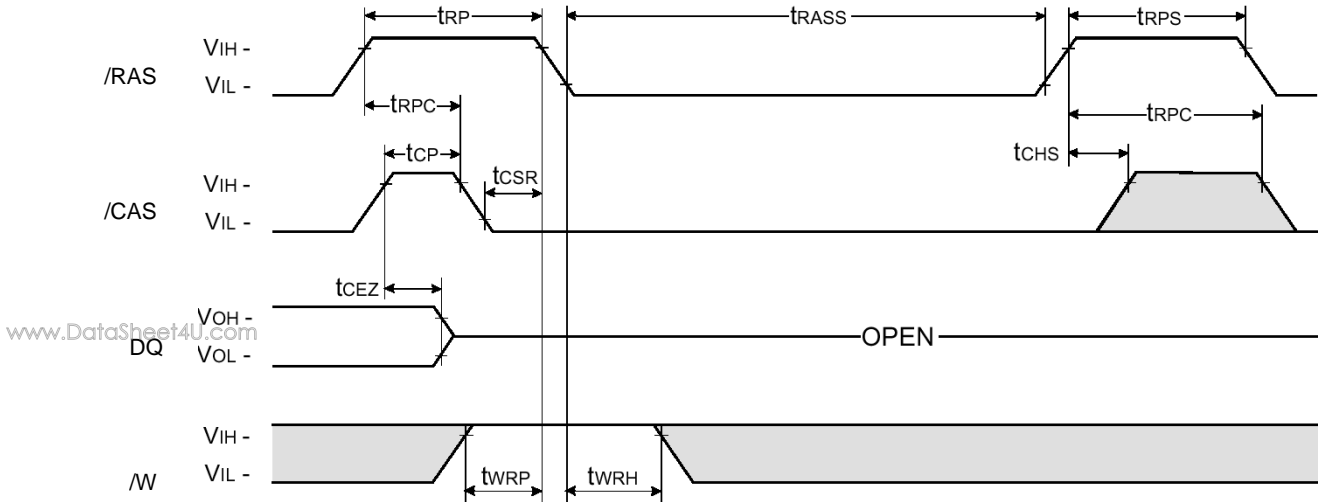 tRP tRASS tRPS
VIH -
/RAS
VIL -
tRPC tRPC
tCP tCHS
tCSR
VIH -
/CAS
VIL -
tCEZ
VOH -
www.DataSheet4U.com
OPEN
DQ
VOL -
VIH -
VIL -
/W
tWRP tWRH